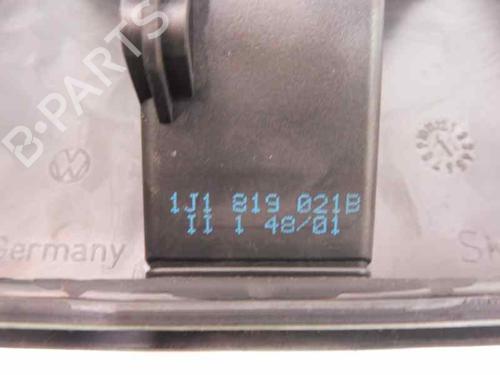 B-PARTS
1J1 819 021B
II 1 48/01
Germany